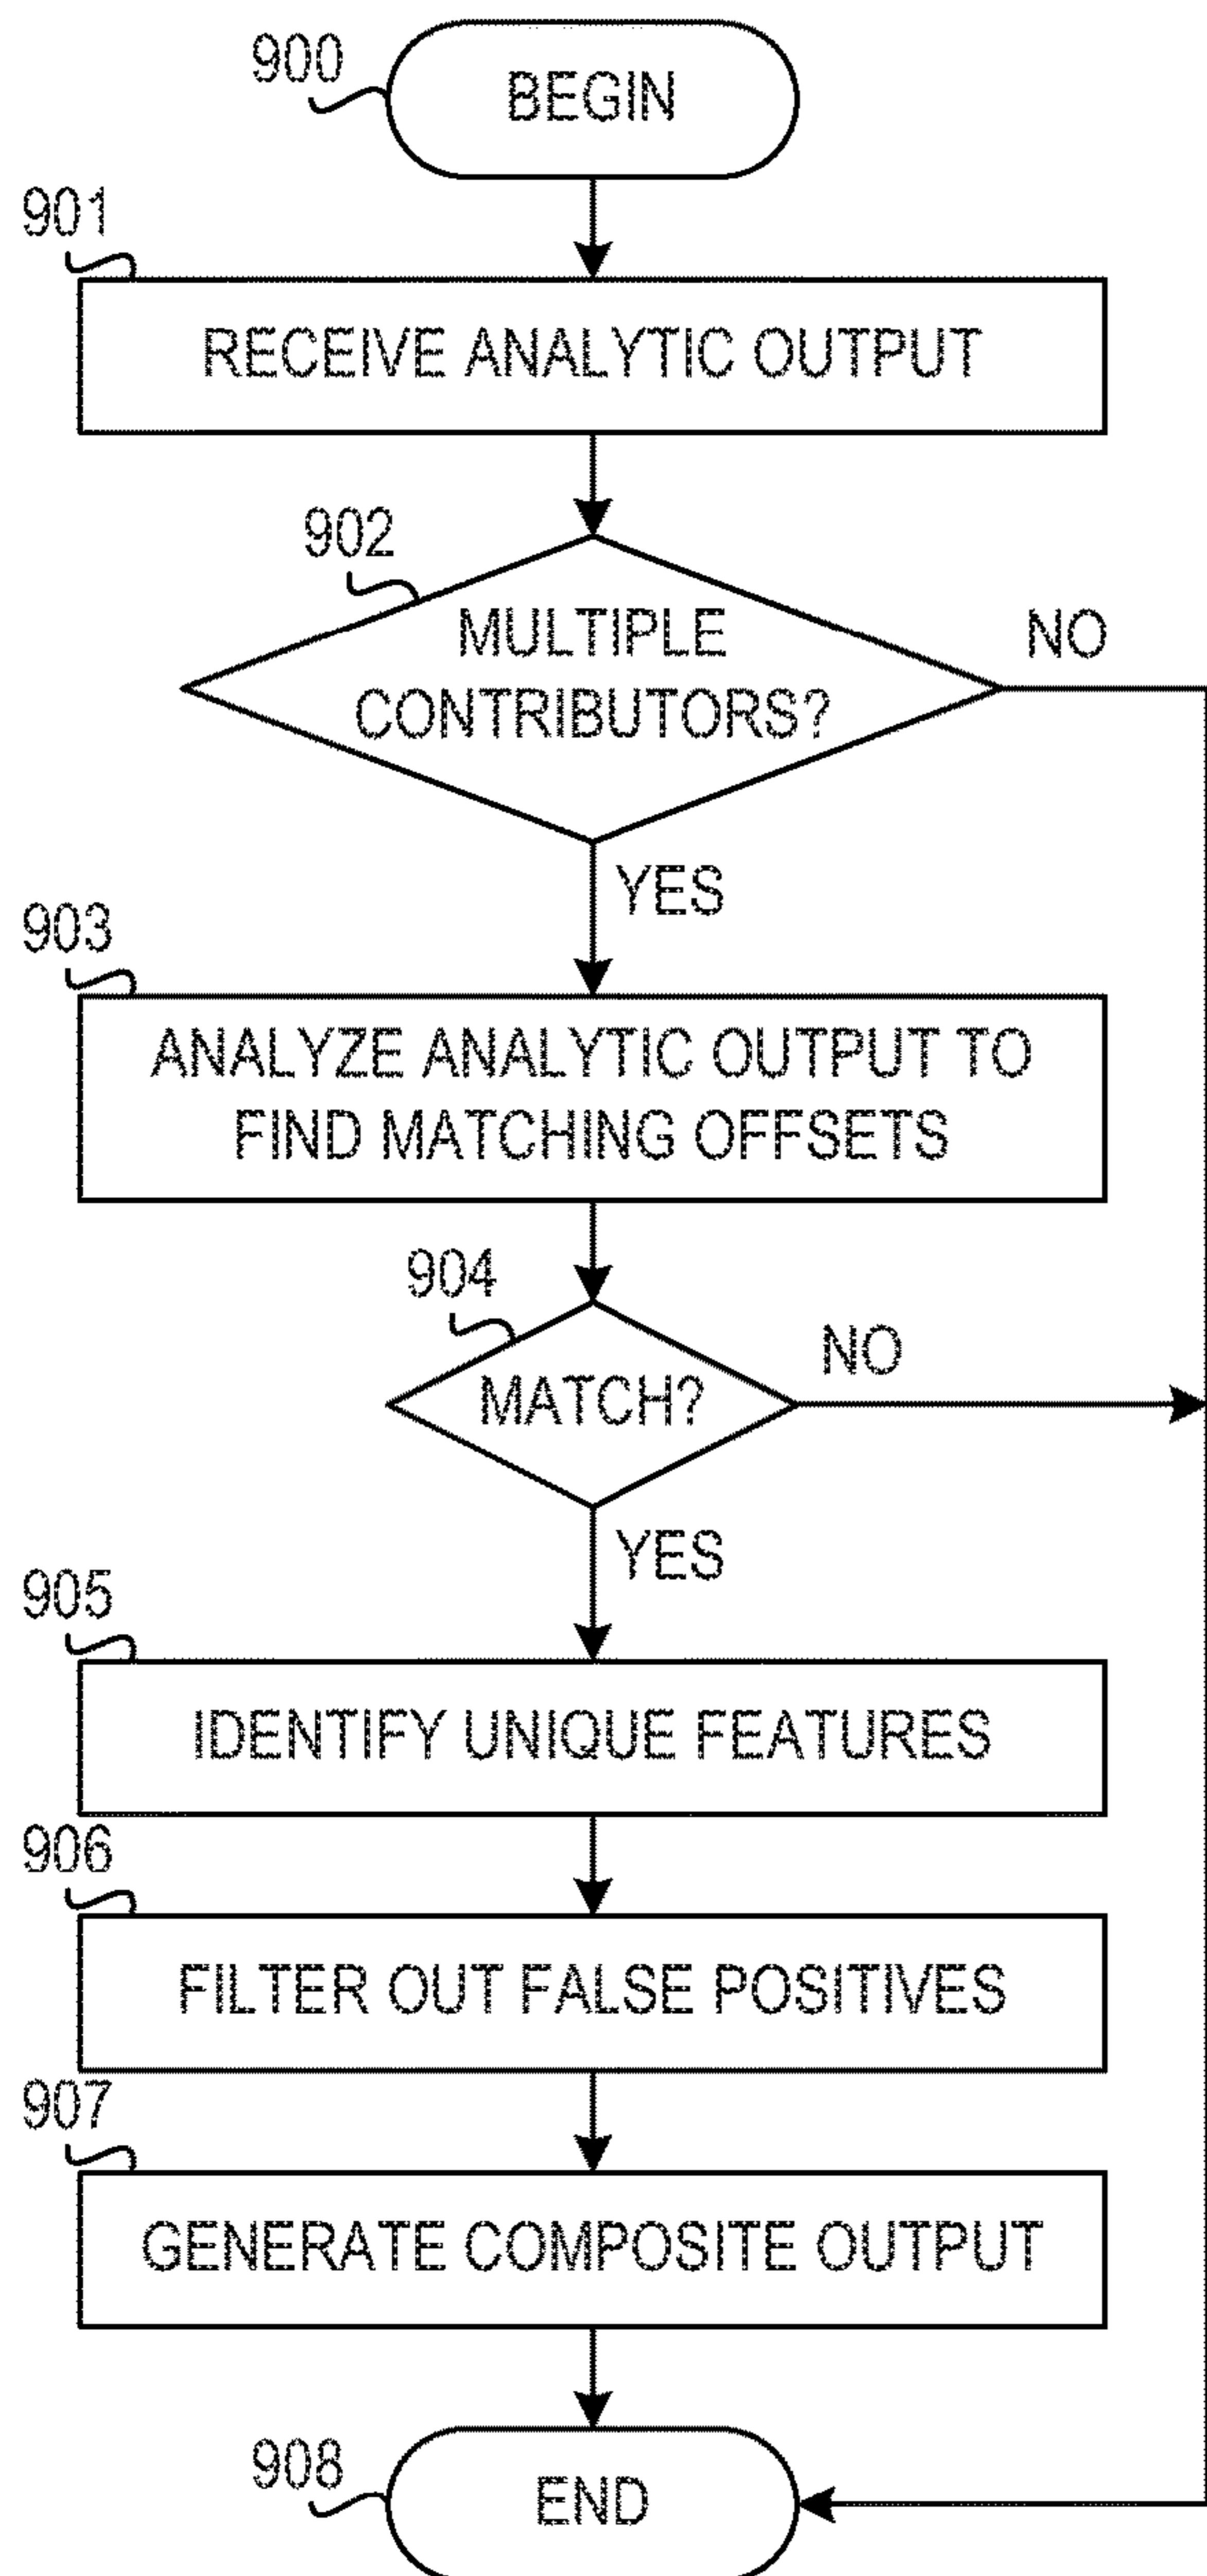 900
BEGIN
901
RECEIVE ANALYTIC OUTPUT
902
MULTIPLE
CONTRIBUTORS?
NO
YES
903
ANALYZE ANALYTIC OUTPUT TO
FIND MATCHING OFFSETS
904
MATCH?
NO
YES
905
IDENTIFY UNIQUE FEATURES
906
FILTER OUT FALSE POSITIVES
907
GENERATE COMPOSITE OUTPUT
908
END